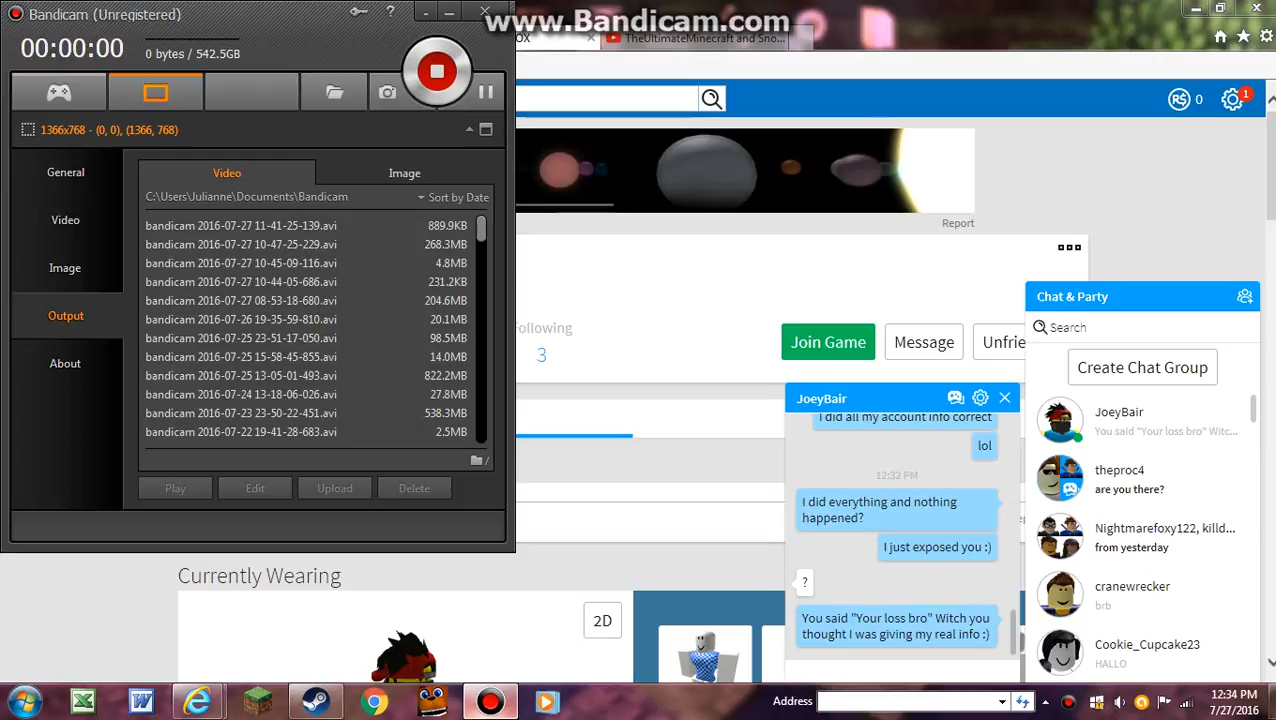 Bandicam (Unregistered)
?
www.Bandicam.com
OX
TheUltimateMinecraft and Sno...
00:00:00
0 bytes / 542.5GB
R$ 0
1
1366x768 - (0, 0), (1366, 768)
General
Video
Image
Output
About
Video
Image
C:\Users\Julianne\Documents\Bandicam
Sort by Date
bandicam 2016-07-27 11-41-25-139.avi 889.9KB
bandicam 2016-07-27 10-47-25-229.avi 268.3MB
bandicam 2016-07-27 10-45-09-116.avi 4.8MB
bandicam 2016-07-27 10-44-05-686.avi 231.2KB
bandicam 2016-07-27 08-53-18-680.avi 204.6MB
bandicam 2016-07-26 19-35-59-810.avi 20.1MB
bandicam 2016-07-25 23-51-17-050.avi 98.5MB
bandicam 2016-07-25 15-58-45-855.avi 14.0MB
bandicam 2016-07-25 13-05-01-493.avi 822.2MB
bandicam 2016-07-24 13-18-06-026.avi 27.8MB
bandicam 2016-07-23 23-50-22-451.avi 538.3MB
bandicam 2016-07-22 19-41-28-683.avi 2.5MB
Play
Edit
Upload
Delete
Report
Following
3
Join Game
Message
Unfrie
JoeyBair
I did all my account info correct
lol
12:32 PM
I did everything and nothing
happened?
I just exposed you :)
?
You said "Your loss bro" Witch you
thought I was giving my real info :)
Chat & Party
Search
Create Chat Group
JoeyBair
You said "Your loss bro" Witc...
theproc4
are you there?
Nightmarefoxy122, killd...
from yesterday
cranewrecker
brb
Cookie_Cupcake23
HALLO
Currently Wearing
2D
Address
12:34 PM
7/27/2016